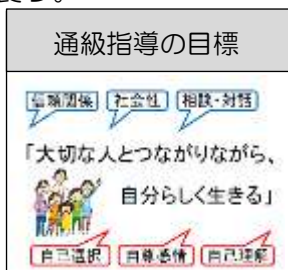 通級指導の目標
信頼関係 社会性 相談・対話
「大切な人とつながりながら、
自分らしく生きる」
自己選択 自尊感情 自己理解